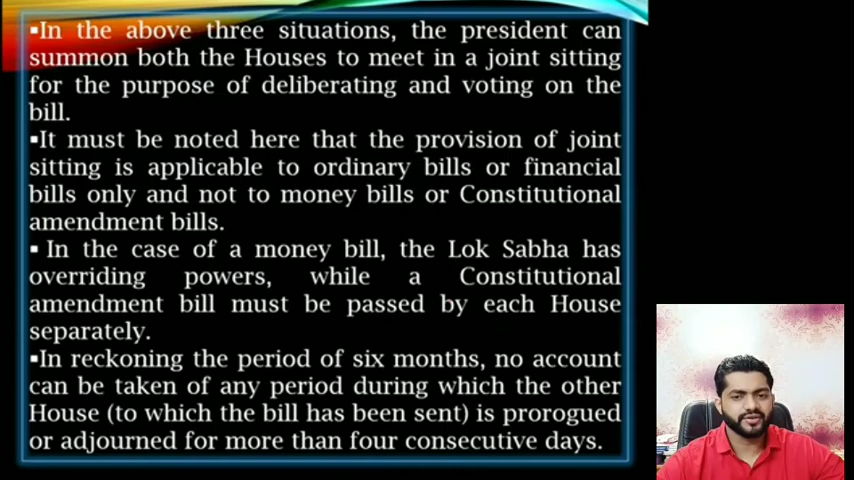 ▪In the above three situations, the president can
summon both the Houses to meet in a joint sitting
for the purpose of deliberating and voting on the
bill.
▪It must be noted here that the provision of joint
sitting is applicable to ordinary bills or financial
bills only and not to money bills or Constitutional
amendment bills.
▪ In the case of a money bill, the Lok Sabha has
overriding powers, while a Constitutional
amendment bill must be passed by each House
separately.
▪In reckoning the period of six months, no account
can be taken of any period during which the other
House (to which the bill has been sent) is prorogued
or adjourned for more than four consecutive days.